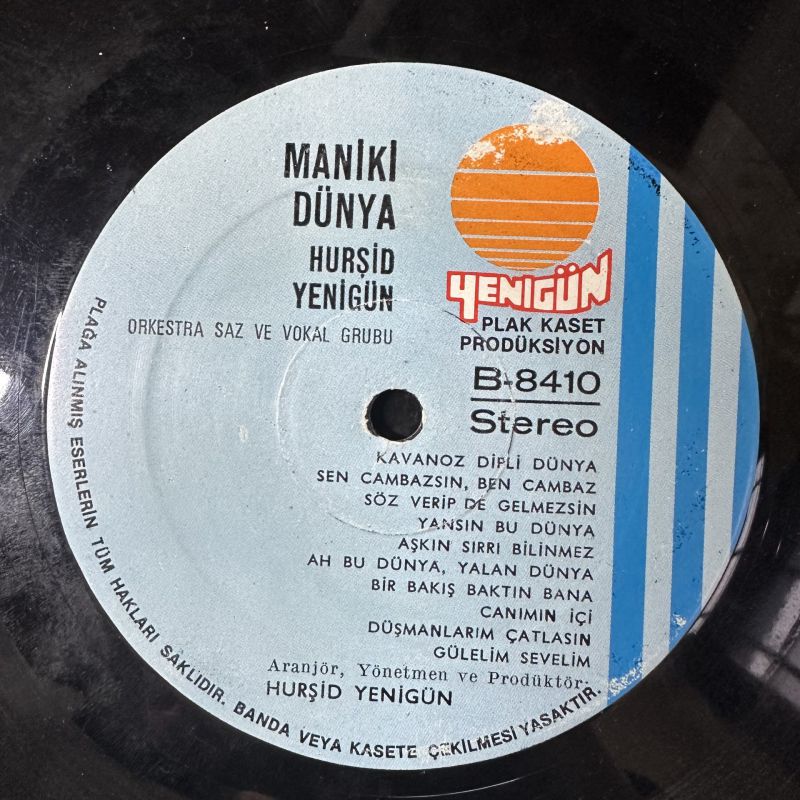 MANİKİ
DÜNYA
HURŞİD
YENİGÜN
ORKESTRA SAZ VE VOKAL GRUBU
YENİGÜN
PLAK KASET
PRODÜKSİYON
B-8410
Stereo
KAVANOZ DİPLİ DÜNYA
SEN CAMBAZSIN, BEN CAMBAZ
SÖZ VERİP DE GELMEZSİN
YANSIN BU DÜNYA
AŞKIN SIRRI BİLİNMEZ
AH BU DÜNYA, YALAN DÜNYA
BİR BAKIŞ BAKTIN BANA
CANIMIN İÇİ
DÜŞMANLARIM ÇATLASIN
GÜLELİM SEVELİM
Aranjör, Yönetmen ve Prodüktör:
HURŞİD YENİGÜN
PLAĞA ALINMIŞ ESERLERİN TÜM HAKLARI SAKLIDIR. BANDA VEYA KASETE ÇEKİLMESİ YASAKTIR.